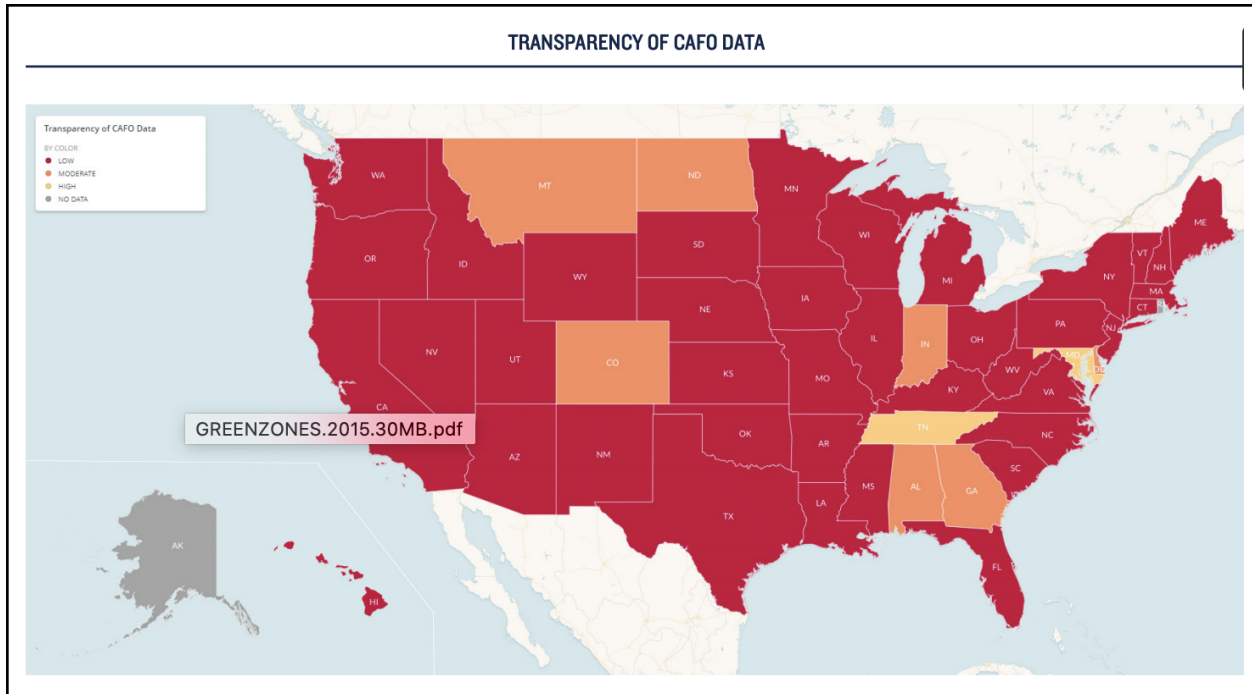 TRANSPARENCY OF CAFO DATA
Transparency of CAFO Data
BY COLOR
LOW
MODERATE
HIGH
NO DATA
WA
MT
ND
MN
ME
OR
ID
WY
SD
WI
MI
VT
NH
NY
MA
CT
NV
UT
CO
NE
IA
IL
IN
OH
PA
NJ
MD
DE
WV
VA
KY
KS
MO
CA
GREENZONES.2015.30MB.pdf
AZ
NM
OK
AR
TN
NC
SC
MS
AL
GA
LA
TX
FL
AK
HI